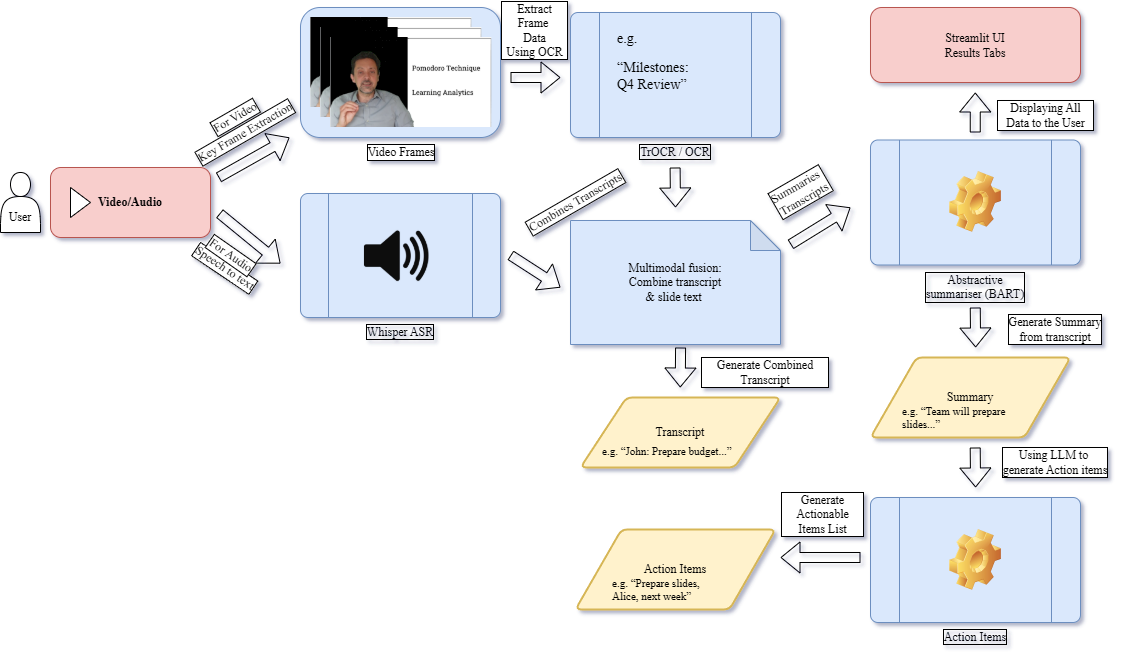 User
Video/Audio
For Video
Key Frame Extraction
For Audio
Speech to text
Pomodoro Technique
Learning Analytics
Video Frames
Extract
Frame
Data
Using OCR
e.g.
“Milestones:
Q4 Review”
TrOCR / OCR
Whisper ASR
Combines Transcripts
Multimodal fusion:
Combine transcript
& slide text
Generate Combined
Transcript
Transcript
e.g. “John: Prepare budget...”
Summaries
Transcripts
Streamlit UI
Results Tabs
Displaying All
Data to the User
Abstractive
summariser (BART)
Generate Summary
from transcript
Summary
e.g. “Team will prepare
slides...”
Using LLM to
generate Action items
Action Items
Generate
Actionable
Items List
Action Items
e.g. “Prepare slides,
Alice, next week”